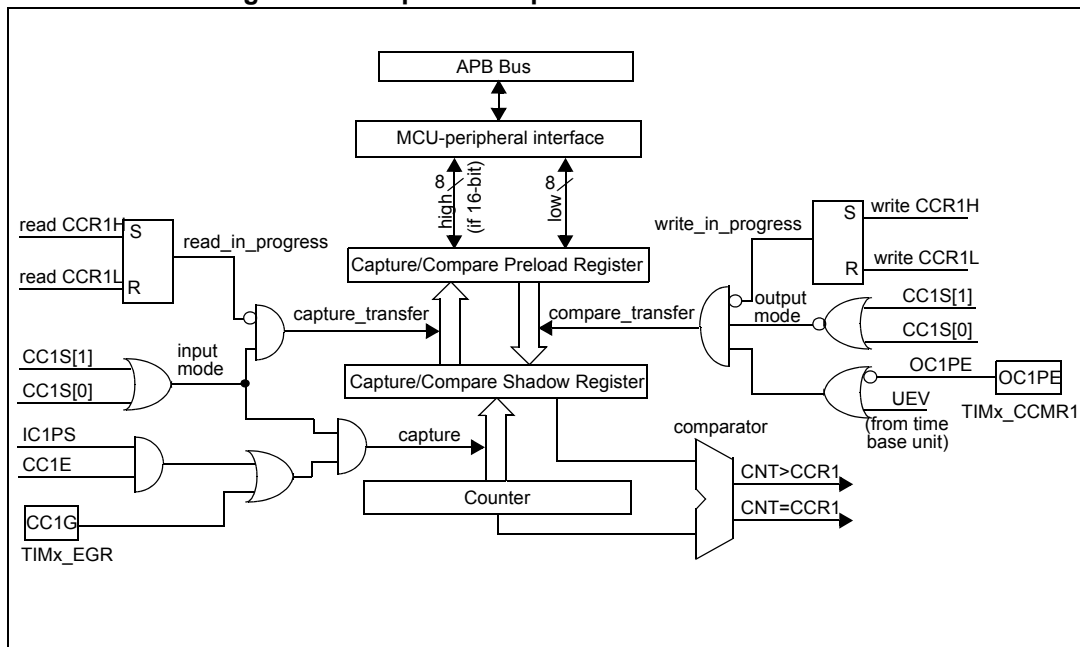 APB Bus
MCU-peripheral interface
8
high
(if 16-bit)
8
low
read CCR1H
S
read_in_progress
read CCR1L
R
write_in_progress
S
write CCR1H
R
write CCR1L
Capture/Compare Preload Register
capture_transfer
compare_transfer
output
mode
CC1S[1]
CC1S[0]
input
mode
CC1S[1]
CC1S[0]
Capture/Compare Shadow Register
OC1PE
OC1PE
UEV
TIMx_CCMR1
(from time
base unit)
IC1PS
CC1E
capture
comparator
Counter
CNT>CCR1
CNT=CCR1
CC1G
TIMx_EGR